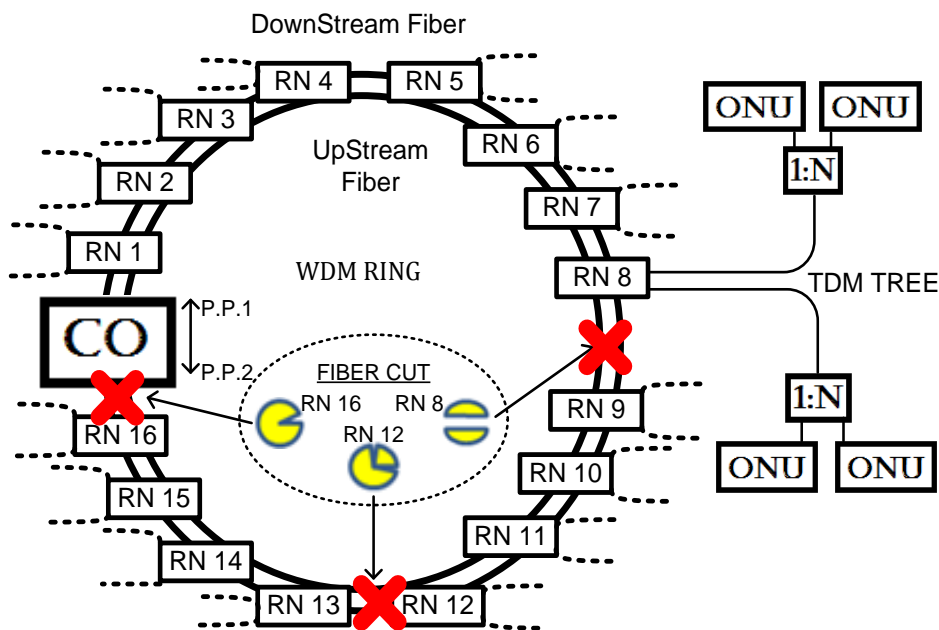 DownStream Fiber
RN 4
RN 5
RN 3
RN 6
UpStream
Fiber
RN 2
RN 7
RN 1
WDM RING
RN 8
CO
P.P.1
P.P.2
FIBER CUT
RN 16
RN 8
RN 12
RN 16
RN 9
RN 15
RN 10
RN 14
RN 11
RN 13
RN 12
ONU
ONU
1:N
TDM TREE
1:N
ONU
ONU